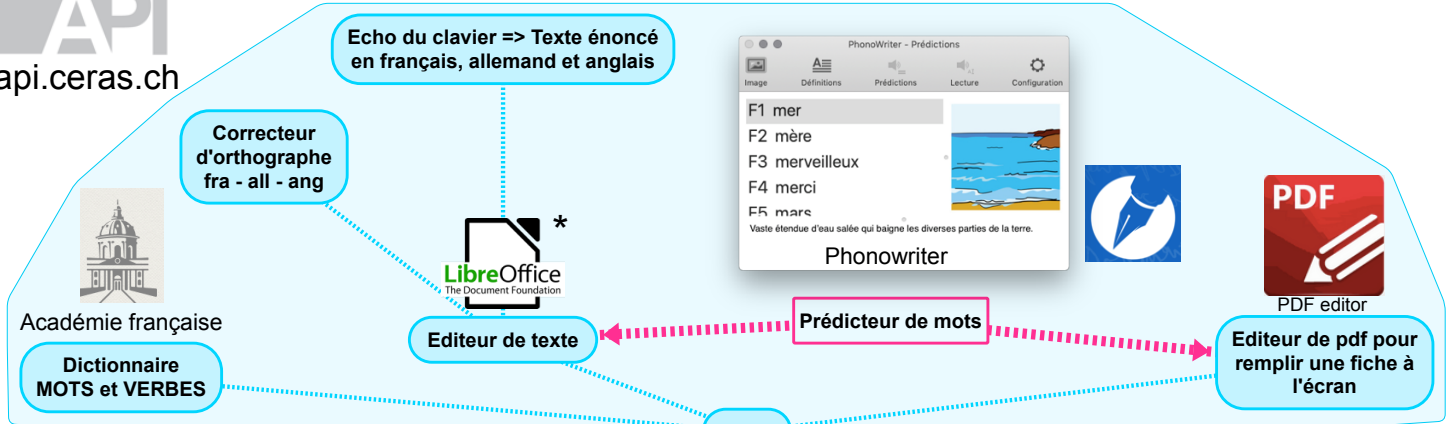 API
api.ceras.ch
Echo du clavier => Texte énoncé
en français, allemand et anglais
Correcteur
d'orthographe
fra - all - ang
PhonoWriter - Prédictions
Image
Définitions
Prédictions
Lecture
Configuration
F1 mer
F2 mère
F3 merveilleux
F4 merci
F5 mars
Vaste étendue d'eau salée qui baigne les diverses parties de la terre.
Phonowriter
*
LibreOffice
The Document Foundation
PDF
PDF editor
Académie française
Dictionnaire
MOTS et VERBES
Editeur de texte
Prédicteur de mots
Editeur de pdf pour
remplir une fiche à
l'écran